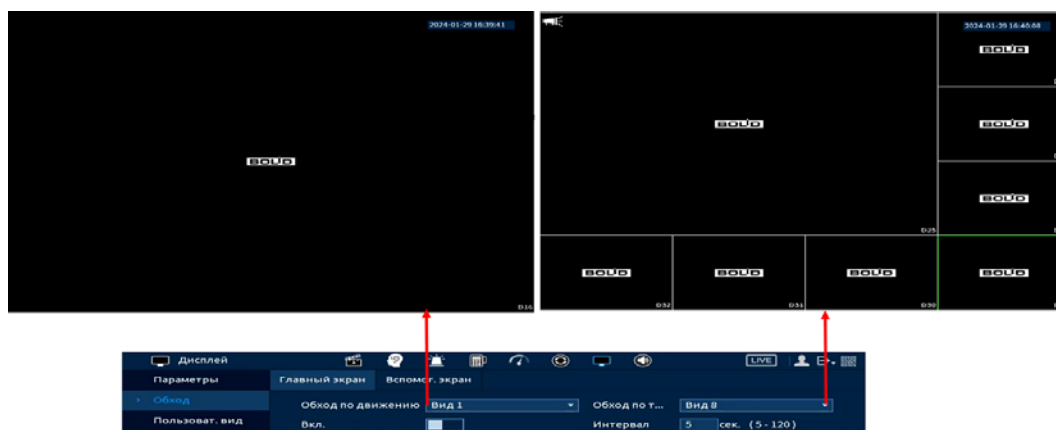 2024-01-29 16:39:41
BOLID
D16
2024-01-29 16:40:08
BOLID
BOLID
BOLID
BOLID
D25
BOLID
BOLID
BOLID
BOLID
D32
D31
D30
Дисплей
LIVE
Параметры
Главный экран
Вспомог. экран
Обход
Обход по движению
Вид 1
Обход по т...
Вид 8
Пользоват. вид
Вкл.
Интервал
5
сек. (5-120)